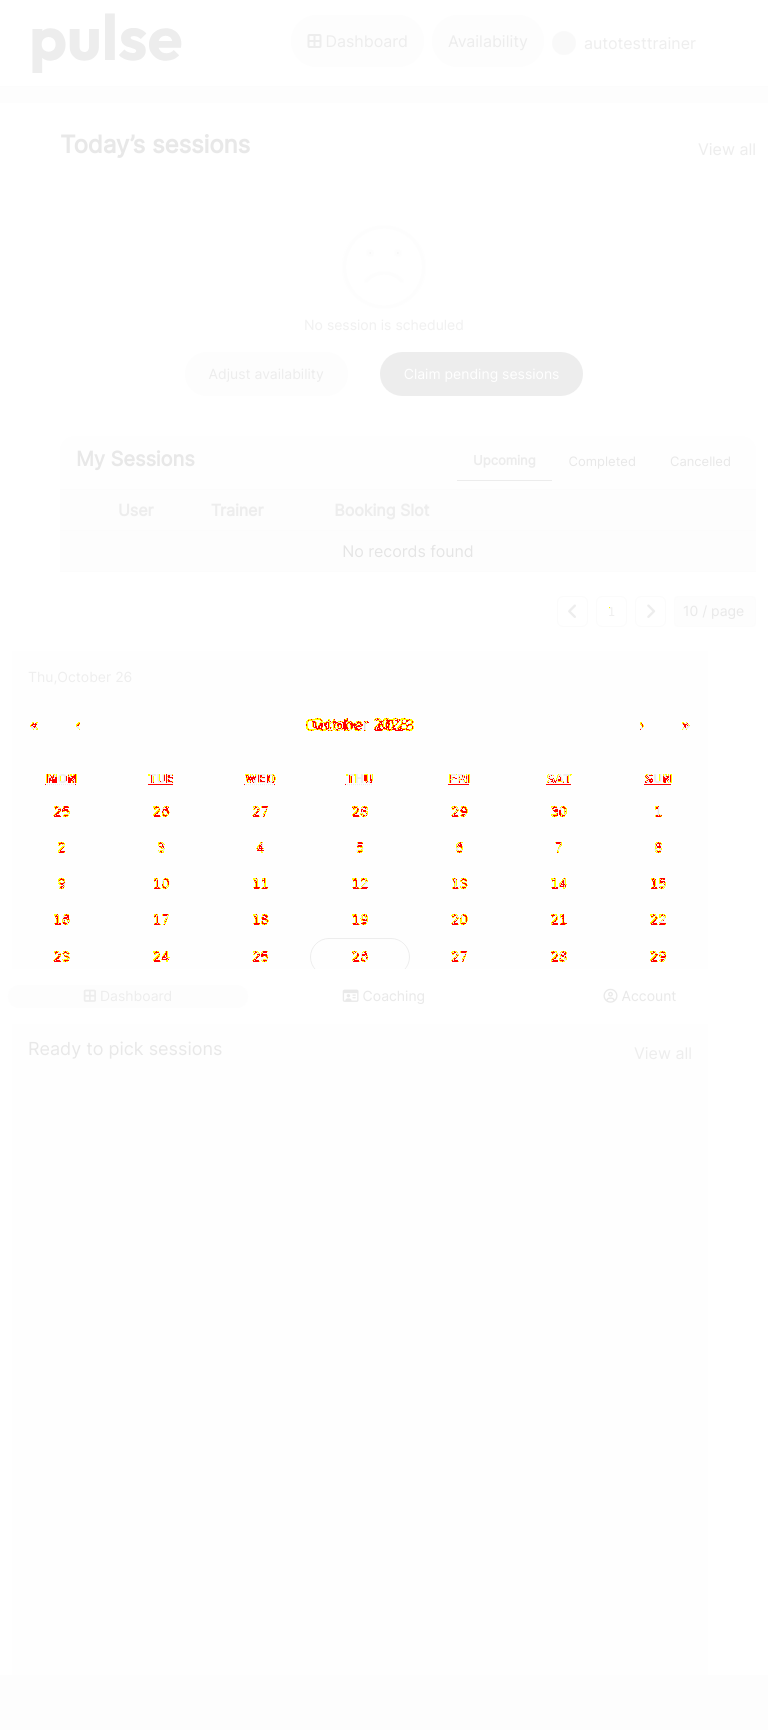 pulse
Dashboard
Availability
autotesttrainer
Today's sessions
View all
No session is scheduled
Adjust availability
Claim pending sessions
My Sessions
Upcoming
Completed
Cancelled
User Trainer Booking Slot
No records found
1
10 / page
Thu,October 26
« ‹ October 2023 › »
MON TUE WED THU FRI SAT SUN
25 26 27 28 29 30 1
2 3 4 5 6 7 8
9 10 11 12 13 14 15
16 17 18 19 20 21 22
23 24 25 26 27 28 29
Dashboard
Coaching
Account
Ready to pick sessions
View all